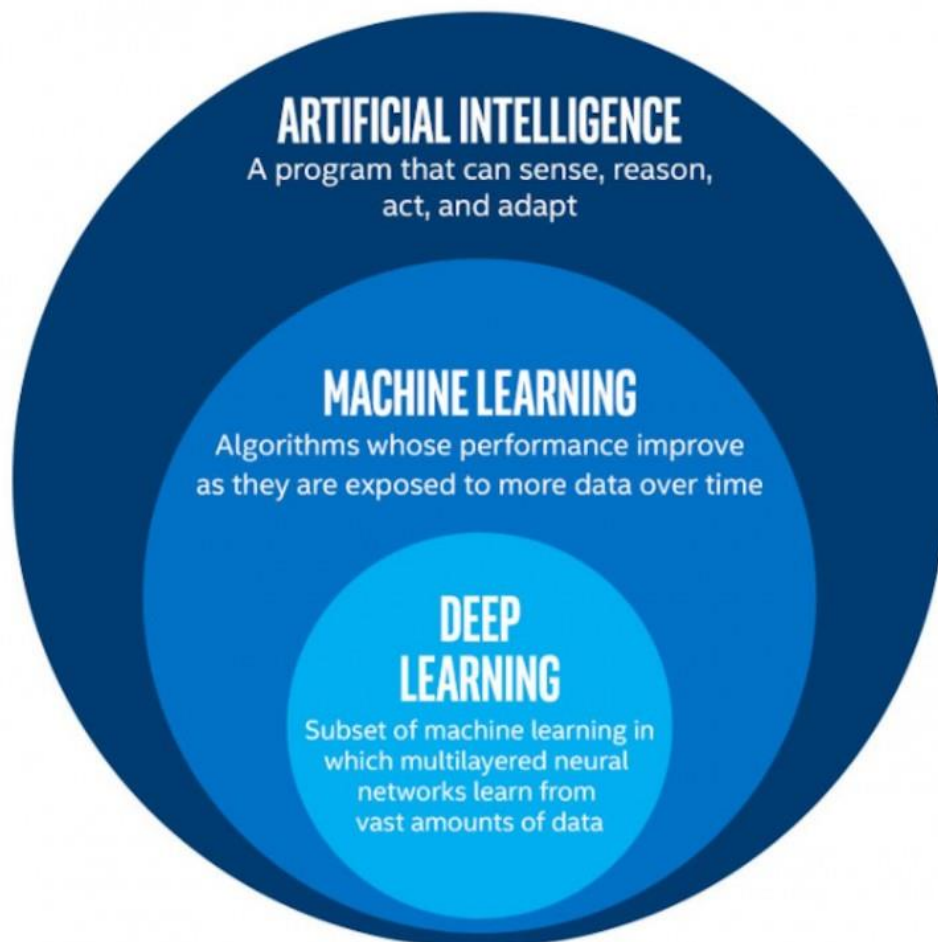 ARTIFICIAL INTELLIGENCE
A program that can sense, reason,
act, and adapt
MACHINE LEARNING
Algorithms whose performance improve
as they are exposed to more data over time
DEEP
LEARNING
Subset of machine learning in
which multilayered neural
networks learn from
vast amounts of data